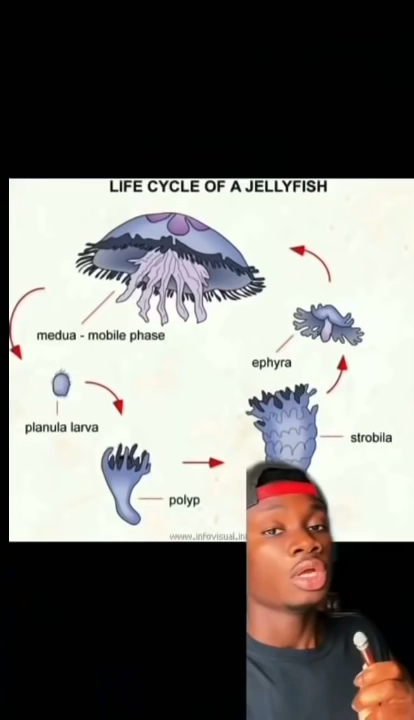 LIFE CYCLE OF A JELLYFISH
medua - mobile phase
ephyra
planula larva
strobila
polyp